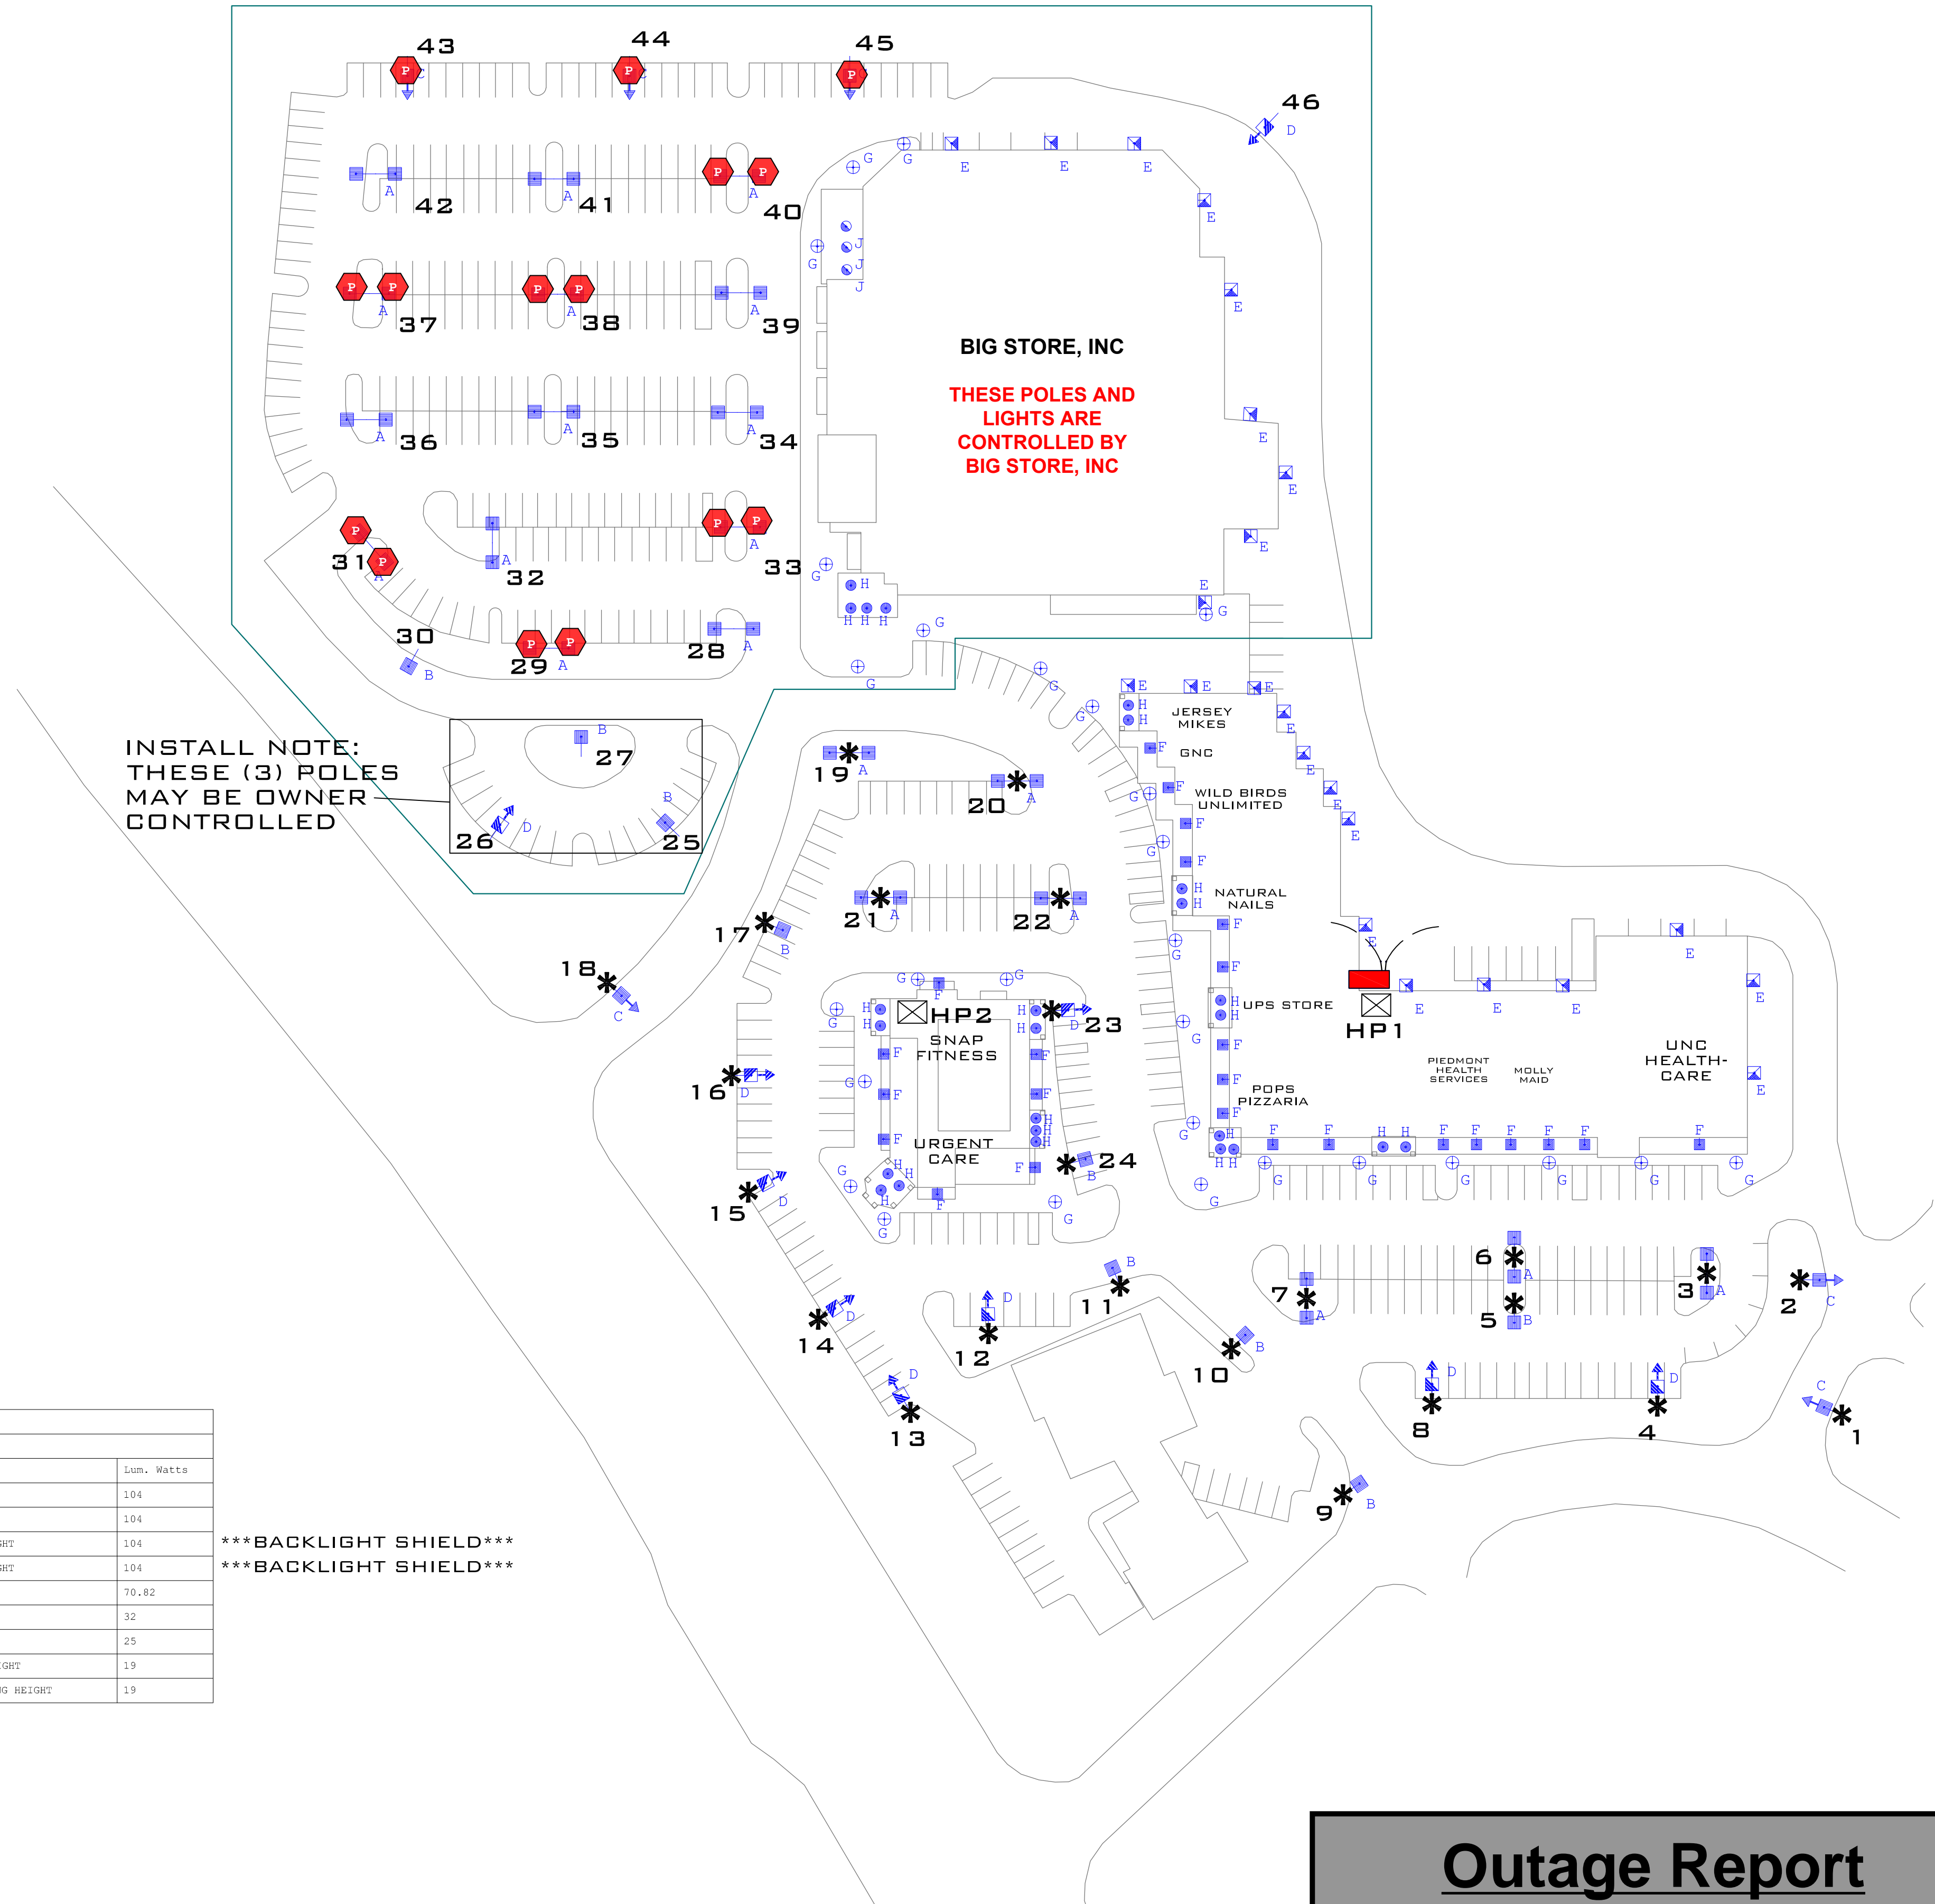 43
44
45
46
P P P
C C
D
42
41
40
P P
A A A
G G
E E E
E
G
J
J
J
37
38
39
P P P P
A A A
E
BIG STORE, INC
THESE POLES AND
LIGHTS ARE
CONTROLLED BY
BIG STORE, INC
36
35
34
A A A
E
E
31
32
33
P P P P
A A A
G
E
E
H
H H H
G
30
29
28
P P
B A A
G
G
G
INSTALL NOTE:
THESE (3) POLES
MAY BE OWNER
CONTROLLED
B
27
B
D
26
25
E E E
H
H
G
JERSEY
MIKES
E
F
GNC
E
19
A
20
A
F
G
WILD BIRDS
UNLIMITED
E
F
E
G
F
21
A
22
A
H
H
NATURAL
NAILS
17
B
F
E
G
18
C
F
G F G
E
E E E
E
G
H
H
HP2
H
H
D
23
H
H
UPS STORE
HP1
G
SNAP
FITNESS
F F
F
16
D
G
F F
F
PIEDMONT
HEALTH
SERVICES
MOLLY
MAID
UNC
HEALTH-
CARE
E
POPS
PIZZARIA
H
H
H
F
G
URGENT
CARE
F
H
H H
F F H H F F F F F F
15
D
G
H
H
H
F
24
B
F
G
G
G G G G G G
G
11
B
6
A
3
A
2
C
7
A
5
B
14
D
12
D
10
B
13
D
8
D
4
D
C
1
9
B
Lum. Watts
104
104
GHT 104 ***BACKLIGHT SHIELD***
GHT 104 ***BACKLIGHT SHIELD***
70.82
32
25
IGHT 19
NG HEIGHT 19
Outage Report